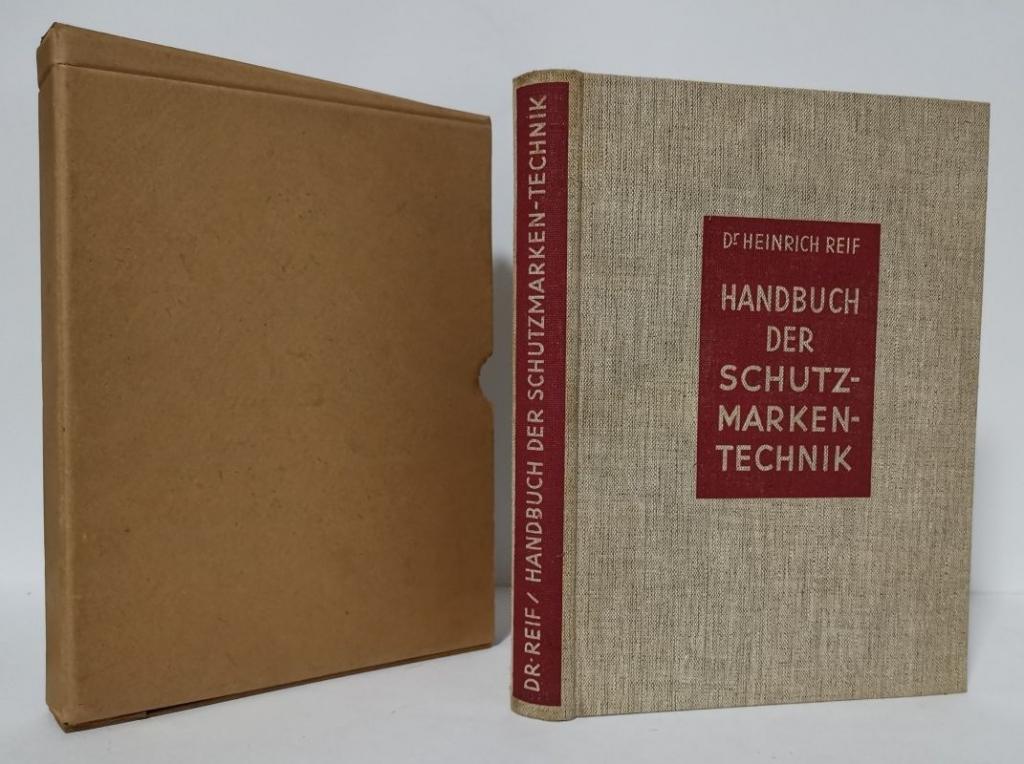 DR·REIF / HANDBUCH DER SCHUTZMARKEN-TECHNIK
Dr HEINRICH REIF
HANDBUCH
DER
SCHUTZ-
MARKEN-
TECHNIK